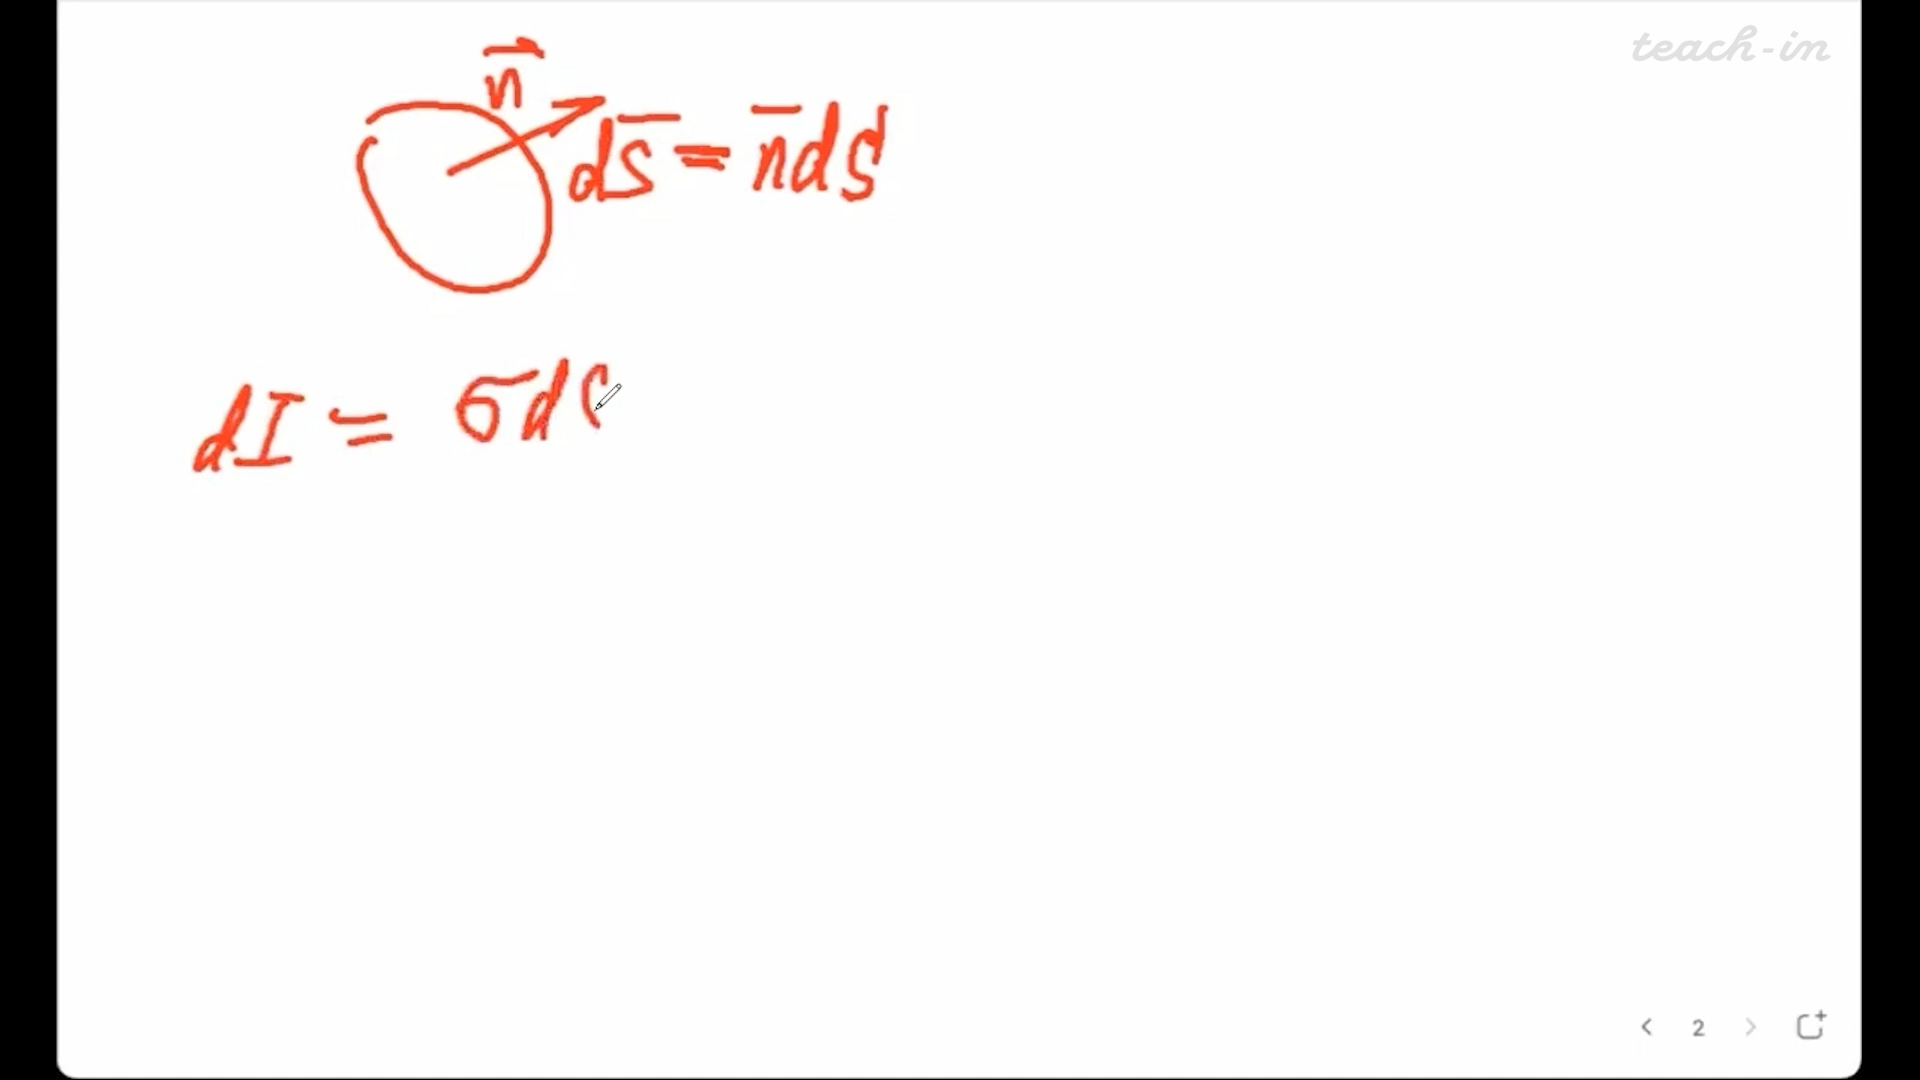 teach-in
n⃗
dS̅ = n̅dS
dI = σd
2